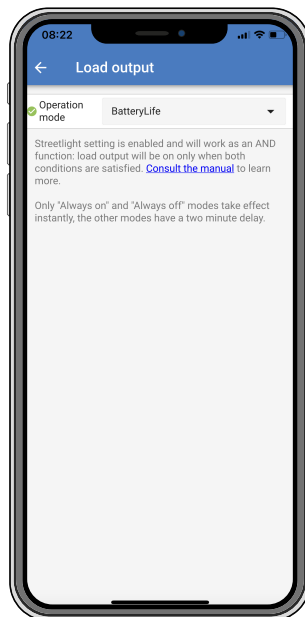 08:22
Load output
Operation
mode
BatteryLife
Streetlight setting is enabled and will work as an AND
function: load output will be on only when both
conditions are satisfied. Consult the manual to learn
more.
Only "Always on" and "Always off" modes take effect
instantly, the other modes have a two minute delay.